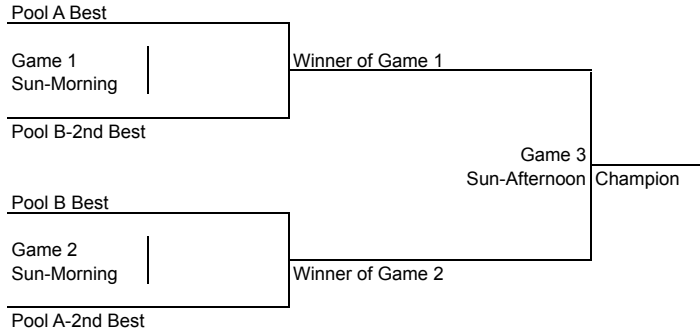 Pool A Best
Game 1
Sun-Morning
Winner of Game 1
Pool B-2nd Best
Game 3
Sun-Afternoon
Champion
Pool B Best
Game 2
Sun-Morning
Winner of Game 2
Pool A-2nd Best